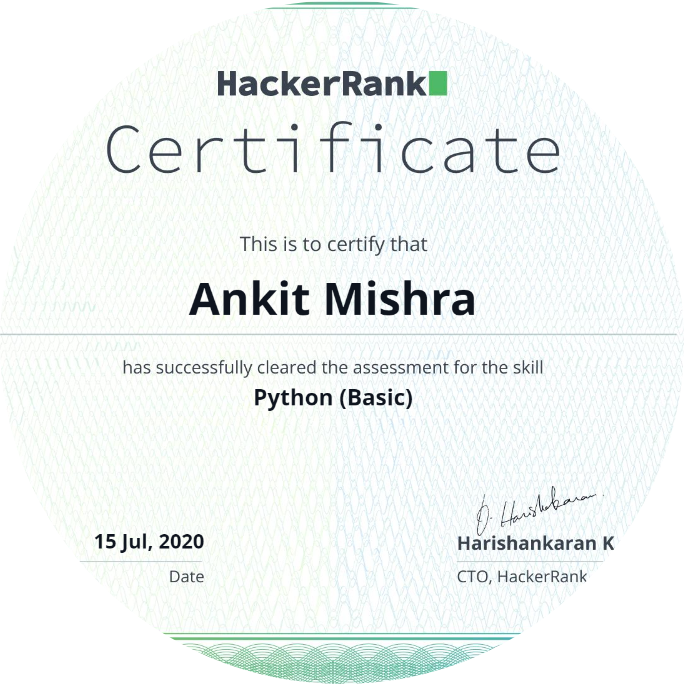 HackerRank
Certificate
This is to certify that
Ankit Mishra
has successfully cleared the assessment for the skill
Python (Basic)
15 Jul, 2020
Date
Harishankaran K
CTO, HackerRank